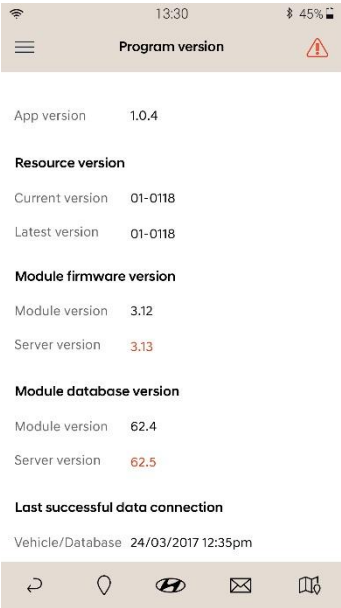 13:30 45%
Program version
App version 1.0.4
Resource version
Current version 01-0118
Latest version 01-0118
Module firmware version
Module version 3.12
Server version 3.13
Module database version
Module version 62.4
Server version 62.5
Last successful data connection
Vehicle/Database 24/03/2017 12:35pm